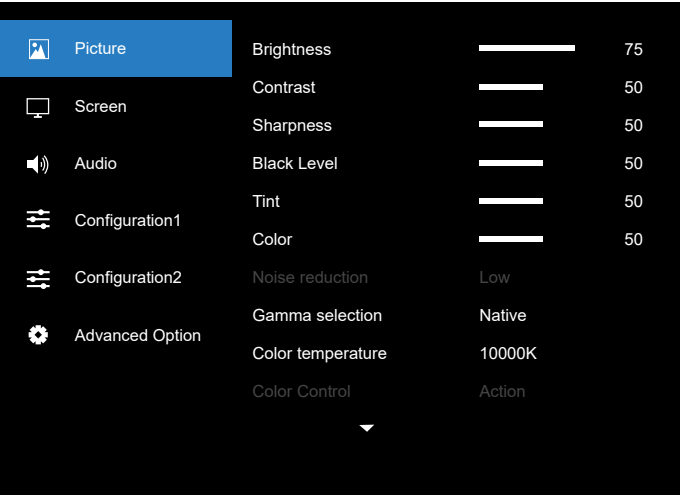 Picture
Screen
Audio
Configuration1
Configuration2
Advanced Option
Brightness 75
Contrast 50
Sharpness 50
Black Level 50
Tint 50
Color 50
Noise reduction Low
Gamma selection Native
Color temperature 10000K
Color Control Action